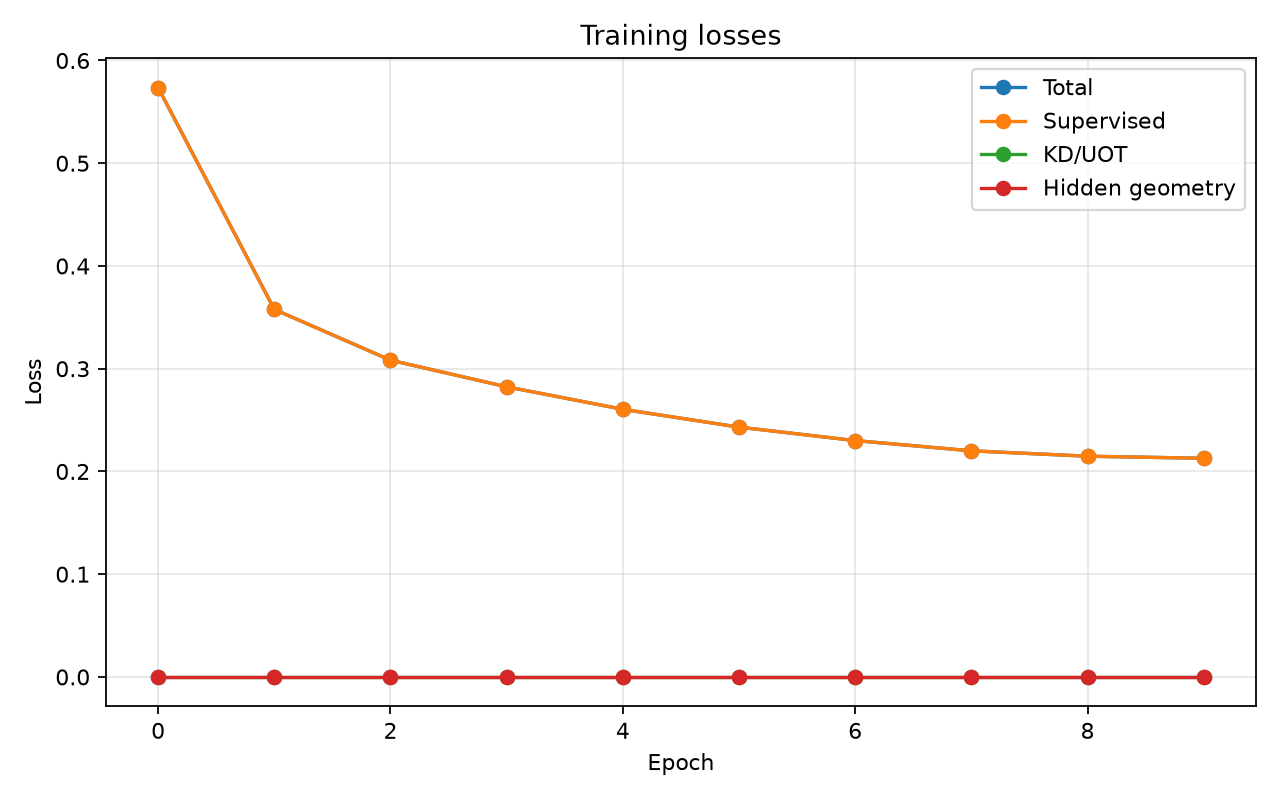 Training losses
Total
Supervised
KD/UOT
Hidden geometry
0.6
0.5
0.4
0.3
0.2
0.1
0.0
Loss
0 2 4 6 8
Epoch